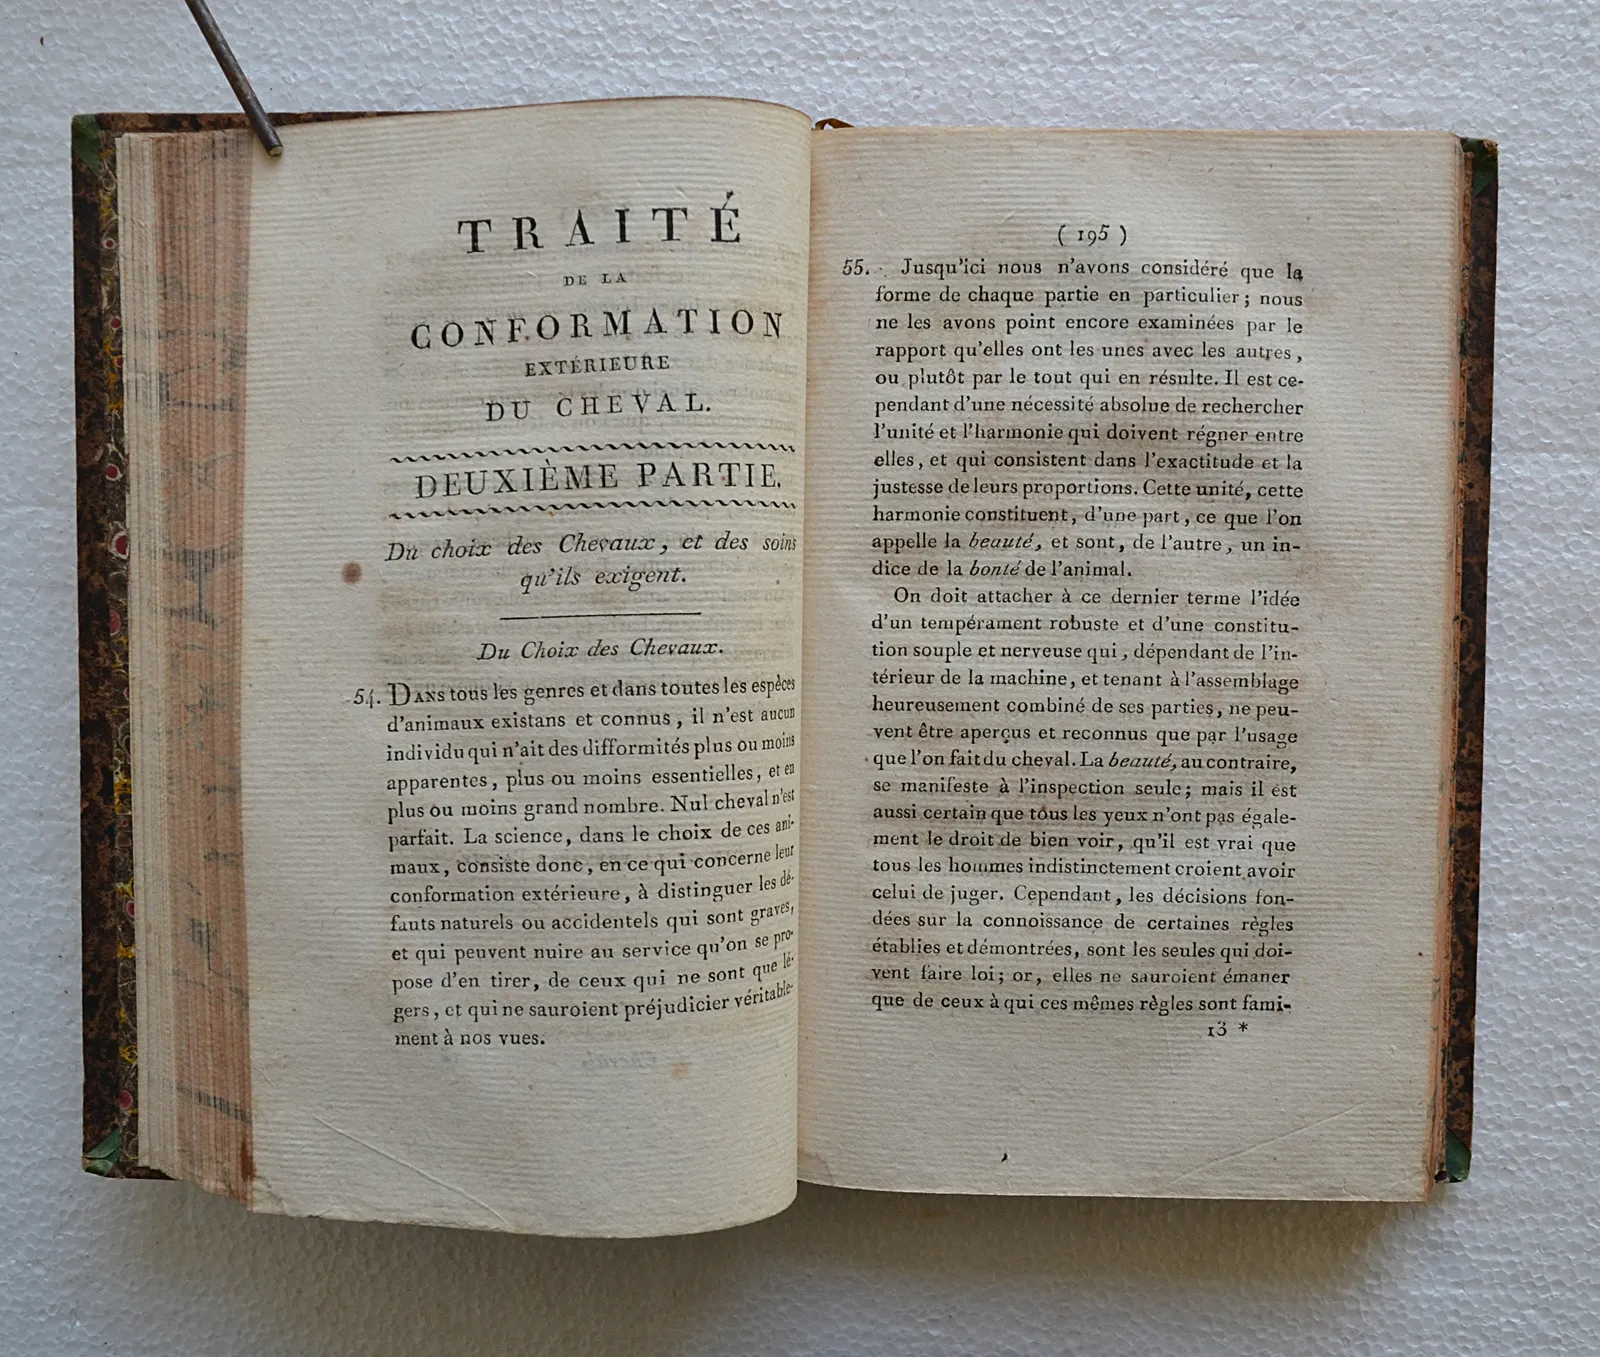 TRAITÉ
DE LA
CONFORMATION
EXTÉRIEURE
DU CHEVAL.
DEUXIÈME PARTIE.
Du choix des Chevaux, et des soins
qu'ils exigent.
Du Choix des Chevaux.
54. DANS tous les genres et dans toutes les espèces
d'animaux existans et connus, il n'est aucun
individu qui n'ait des difformités plus ou moins
apparentes, plus ou moins essentielles, et en
plus ou moins grand nombre. Nul cheval n'est
parfait. La science, dans le choix de ces ani-
maux, consiste donc, en ce qui concerne leur
conformation extérieure, à distinguer les dé-
fauts naturels ou accidentels qui sont graves,
et qui peuvent nuire au service qu'on se pro-
pose d'en tirer, de ceux qui ne sont que lé-
gers, et qui ne sauroient préjudicier véritable-
ment à nos vues.
( 195 )
55. Jusqu'ici nous n'avons considéré que la
forme de chaque partie en particulier; nous
ne les avons point encore examinées par le
rapport qu'elles ont les unes avec les autres,
ou plutôt par le tout qui en résulte. Il est ce-
pendant d'une nécessité absolue de rechercher
l'unité et l'harmonie qui doivent régner entre
elles, et qui consistent dans l'exactitude et la
justesse de leurs proportions. Cette unité, cette
harmonie constituent, d'une part, ce que l'on
appelle la beauté, et sont, de l'autre, un in-
dice de la bonté de l'animal.
On doit attacher à ce dernier terme l'idée
d'un tempérament robuste et d'une constitu-
tion souple et nerveuse qui, dépendant de l'in-
térieur de la machine, et tenant à l'assemblage
heureusement combiné de ses parties, ne peu-
vent être aperçus et reconnus que par l'usage
que l'on fait du cheval. La beauté, au contraire,
se manifeste à l'inspection seule; mais il est
aussi certain que tous les yeux n'ont pas égale-
ment le droit de bien voir, qu'il est vrai que
tous les hommes indistinctement croient avoir
celui de juger. Cependant, les décisions fon-
dées sur la connoissance de certaines règles
établies et démontrées, sont les seules qui doi-
vent faire loi; or, elles ne sauroient émaner
que de ceux à qui ces mêmes règles sont fami-
13 *